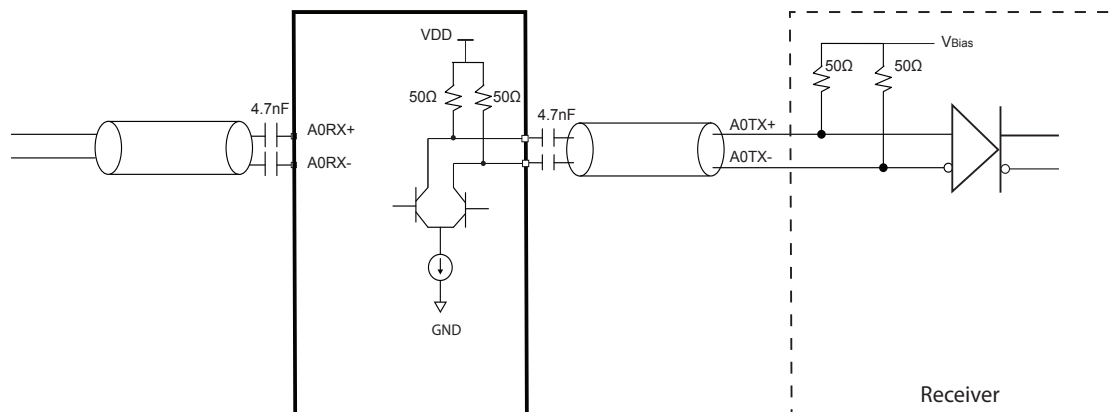 VDD
VBias
50Ω
50Ω
50Ω
50Ω
4.7nF
4.7nF
A0RX+
A0TX+
A0RX-
A0TX-
GND
Receiver